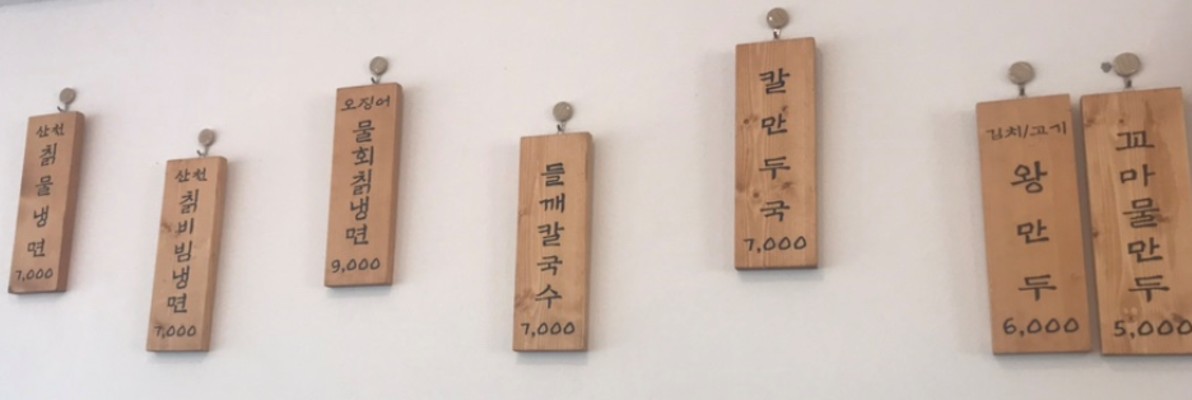 산천
칡물냉면
7,000
산천
칡비빔냉면
7,000
오징어
물회칡냉면
9,000
들깨칼국수
7,000
칼만두국
7,000
김치/고기
왕만두
6,000
꼬마물만두
5,000